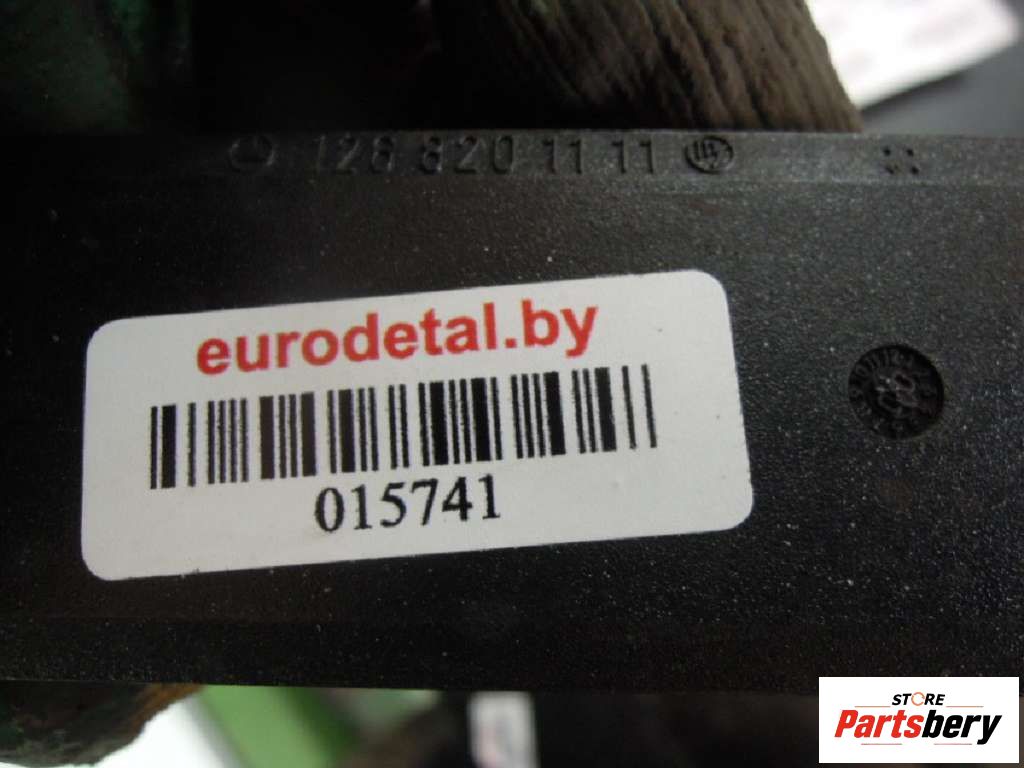 128 820 11 11
eurodetal.by
015741
STORE
Partsbery